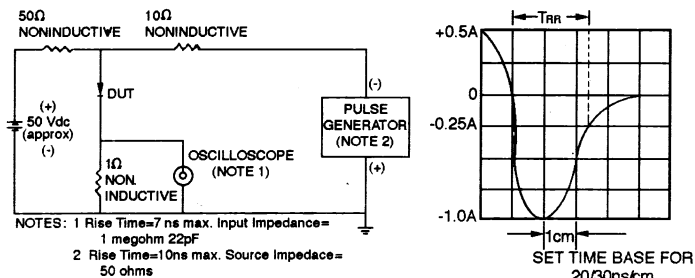 50Ω
NONINDUCTIVE
10Ω
NONINDUCTIVE
DUT
(+)
50 Vdc
(approx)
(-)
1Ω
NON.
INDUCTIVE
OSCILLOSCOPE
(NOTE 1)
(-)
PULSE
GENERATOR
(NOTE 2)
(+)
NOTES: 1 Rise Time=7 ns max. Input Impedance=
1 megohm 22pF
2 Rise Time=10ns max. Source Impedace=
50 ohms
TRR
+0.5A
0
-0.25A
-1.0A
1cm
SET TIME BASE FOR
20/30ns/cm